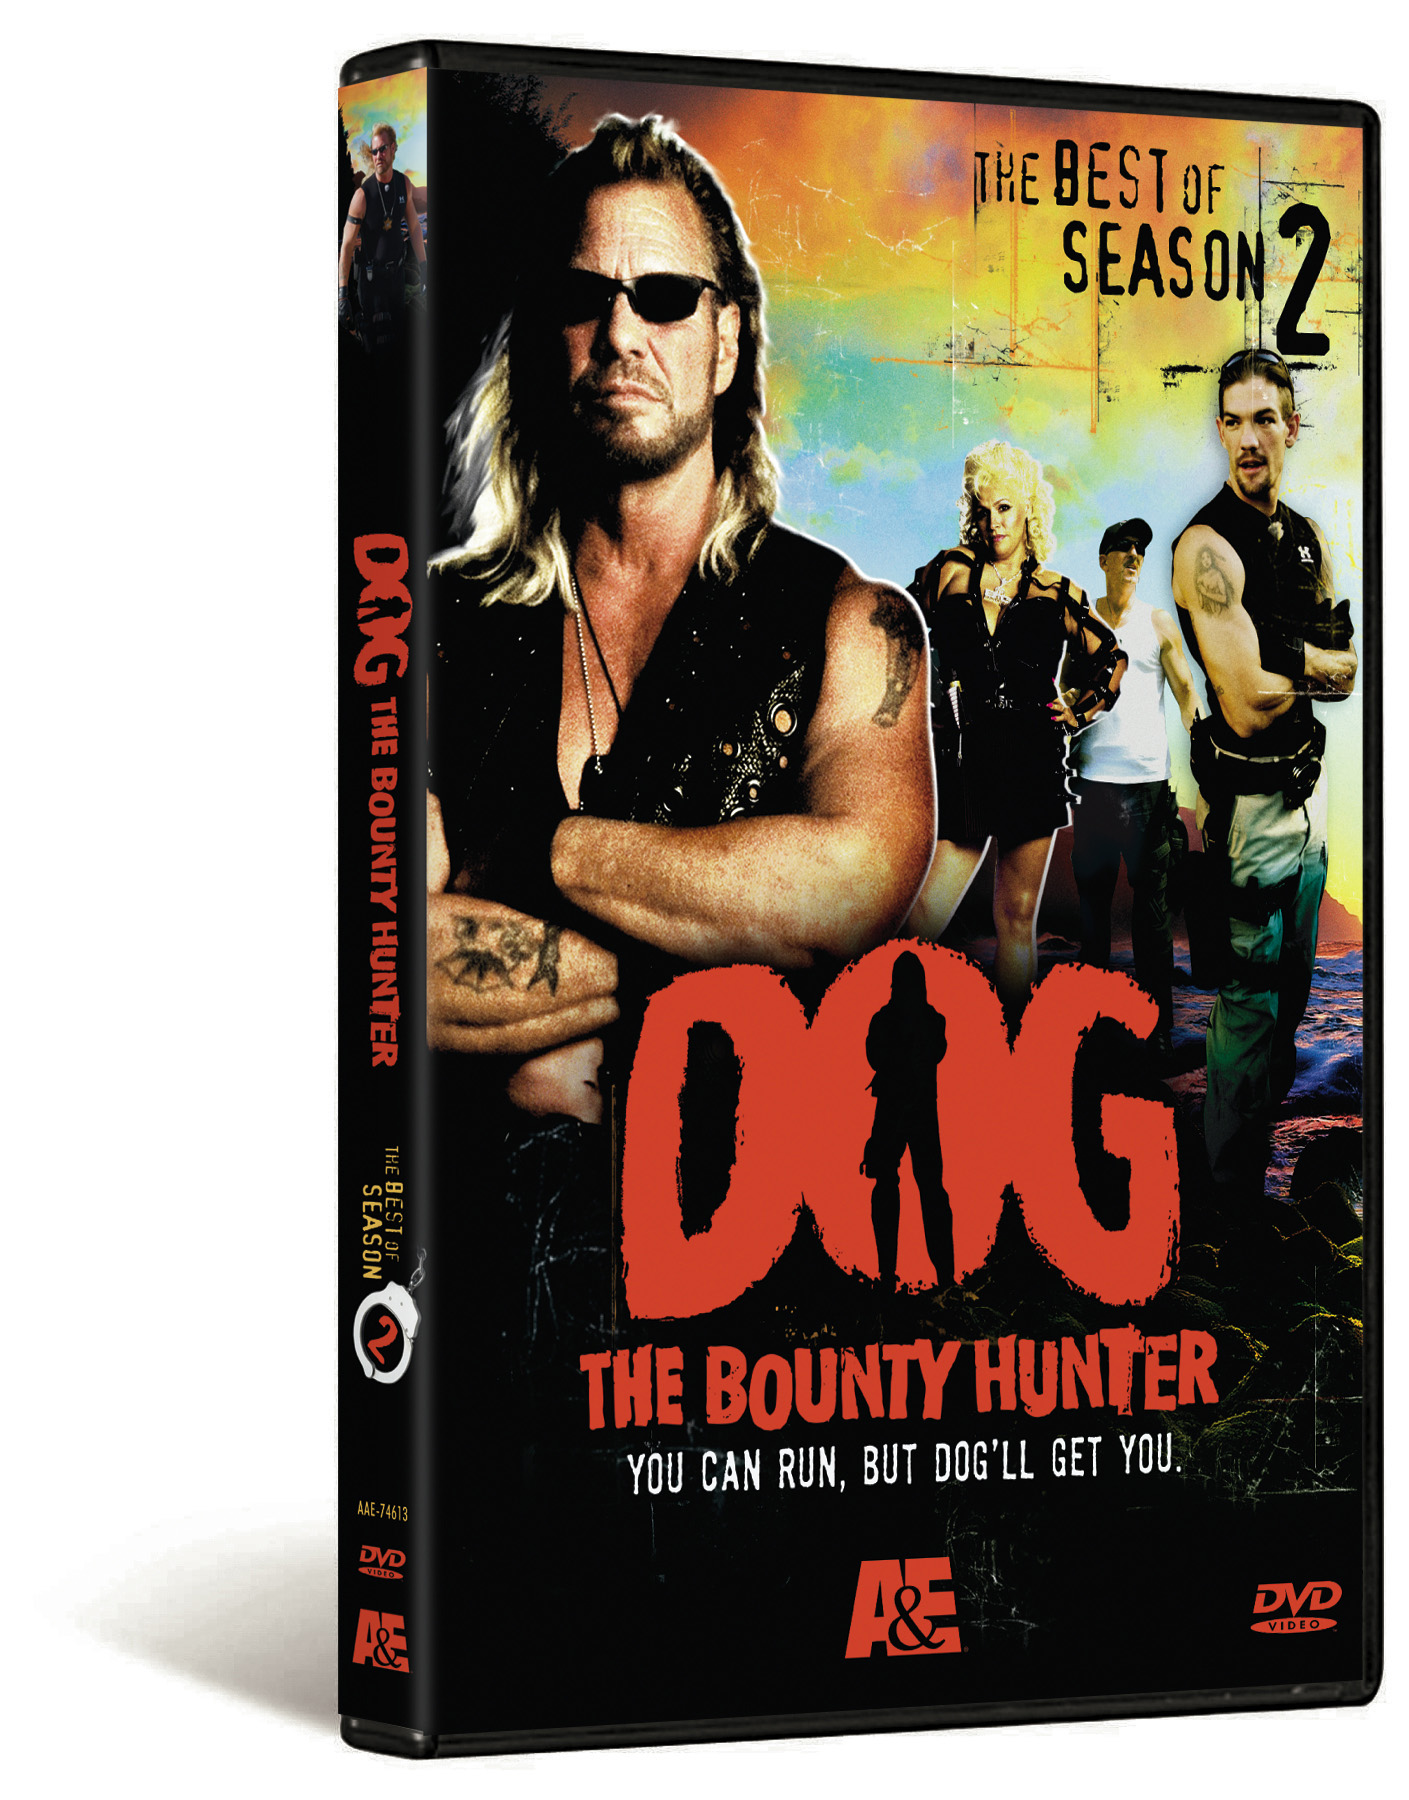 THE BEST OF
SEASON 2
DOG
THE BOUNTY HUNTER
YOU CAN RUN, BUT DOG'LL GET YOU.
A&E
DVD
VIDEO
DOG THE BOUNTY HUNTER
THE BEST OF
SEASON
2
AAE-74613
DVD
VIDEO
A&E